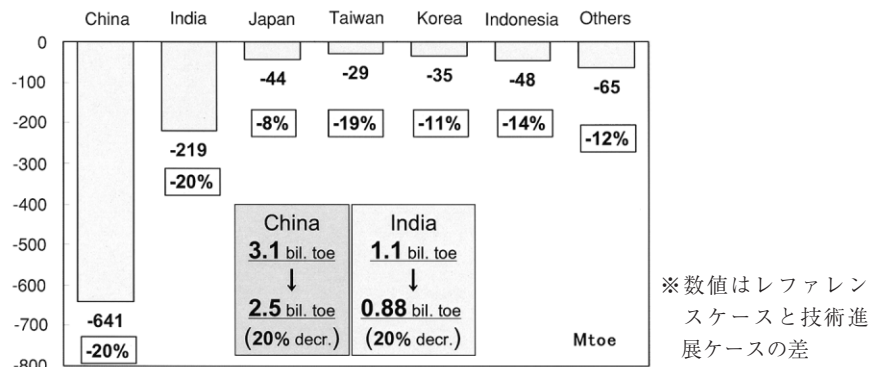 China India Japan Taiwan Korea Indonesia Others
0
-100
-200
-300
-400
-500
-600
-700
-800
-641
-20%
-219
-20%
-44
-8%
-29
-19%
-35
-11%
-48
-14%
-65
-12%
China
3.1 bil. toe
↓
2.5 bil. toe
(20% decr.)
India
1.1 bil. toe
↓
0.88 bil. toe
(20% decr.)
Mtoe
※数値はレファレン
スケースと技術進
展ケースの差